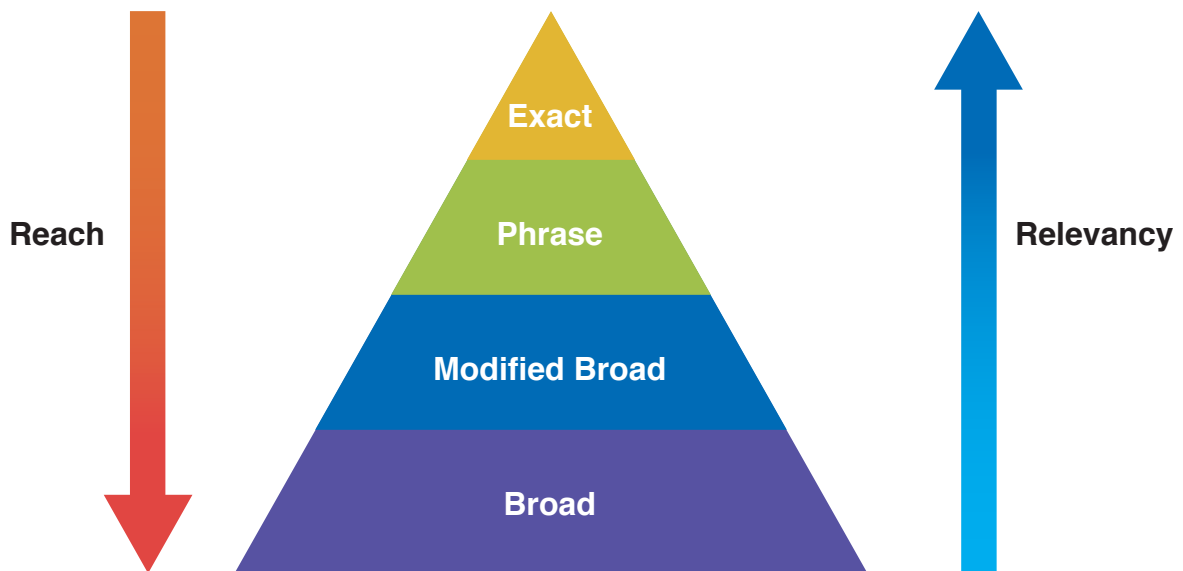 Exact
Phrase
Reach
Relevancy
Modified Broad
Broad